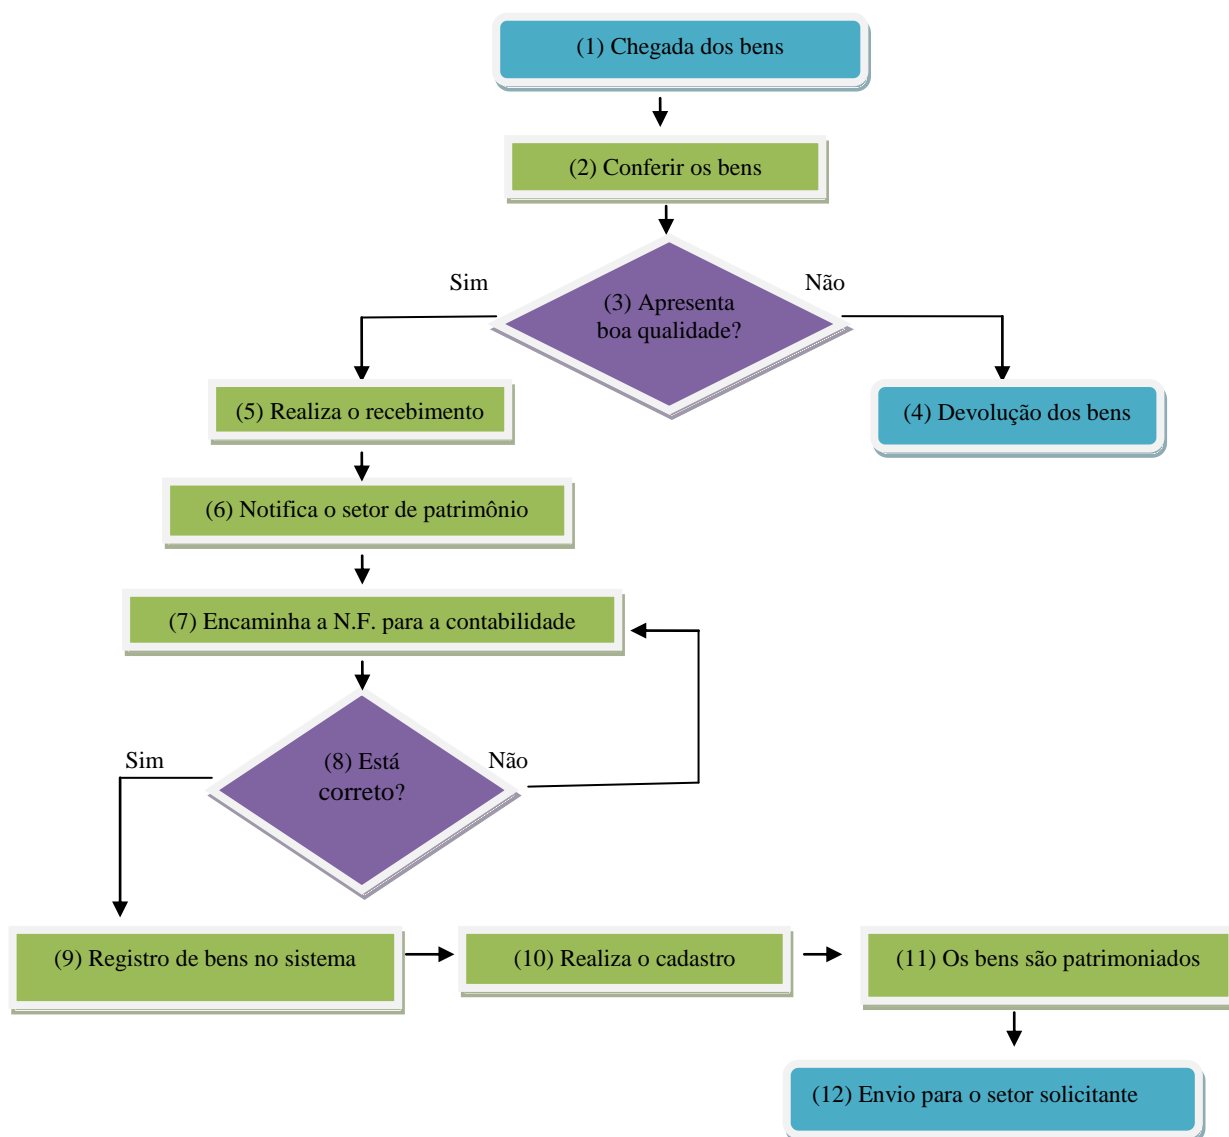 (1) Chegada dos bens
(2) Conferir os bens
Sim
Não
(3) Apresenta
boa qualidade?
(5) Realiza o recebimento
(4) Devolução dos bens
(6) Notifica o setor de patrimônio
(7) Encaminha a N.F. para a contabilidade
Sim
(8) Está
correto?
Não
(9) Registro de bens no sistema
(10) Realiza o cadastro
(11) Os bens são patrimoniados
(12) Envio para o setor solicitante